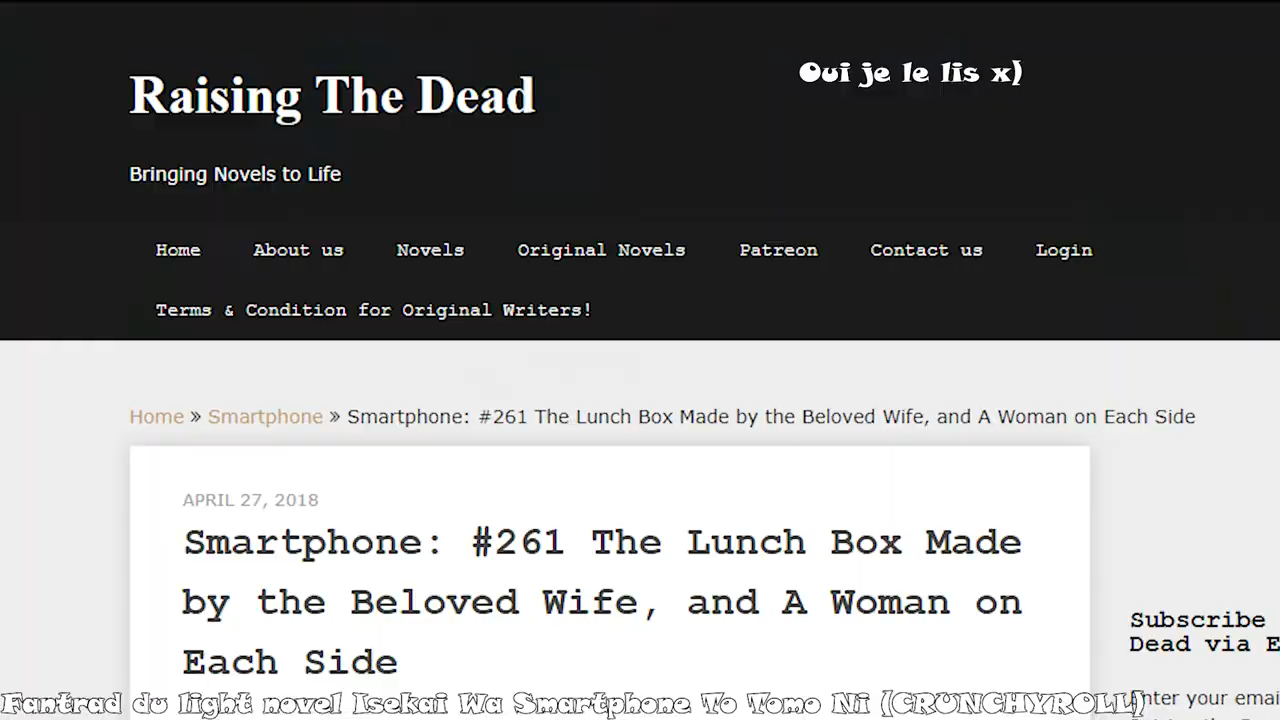 Raising The Dead
Oui je le lis x)
Bringing Novels to Life
Home About us Novels Original Novels Patreon Contact us Login
Terms & Condition for Original Writers!
Home » Smartphone » Smartphone: #261 The Lunch Box Made by the Beloved Wife, and A Woman on Each Side
APRIL 27, 2018
Smartphone: #261 The Lunch Box Made
by the Beloved Wife, and A Woman on
Each Side
Subscribe
Dead via E
Enter your emai
Fantrad du light novel Isekai Wa Smartphone To Tomo Ni (CRUNCHYROLL)